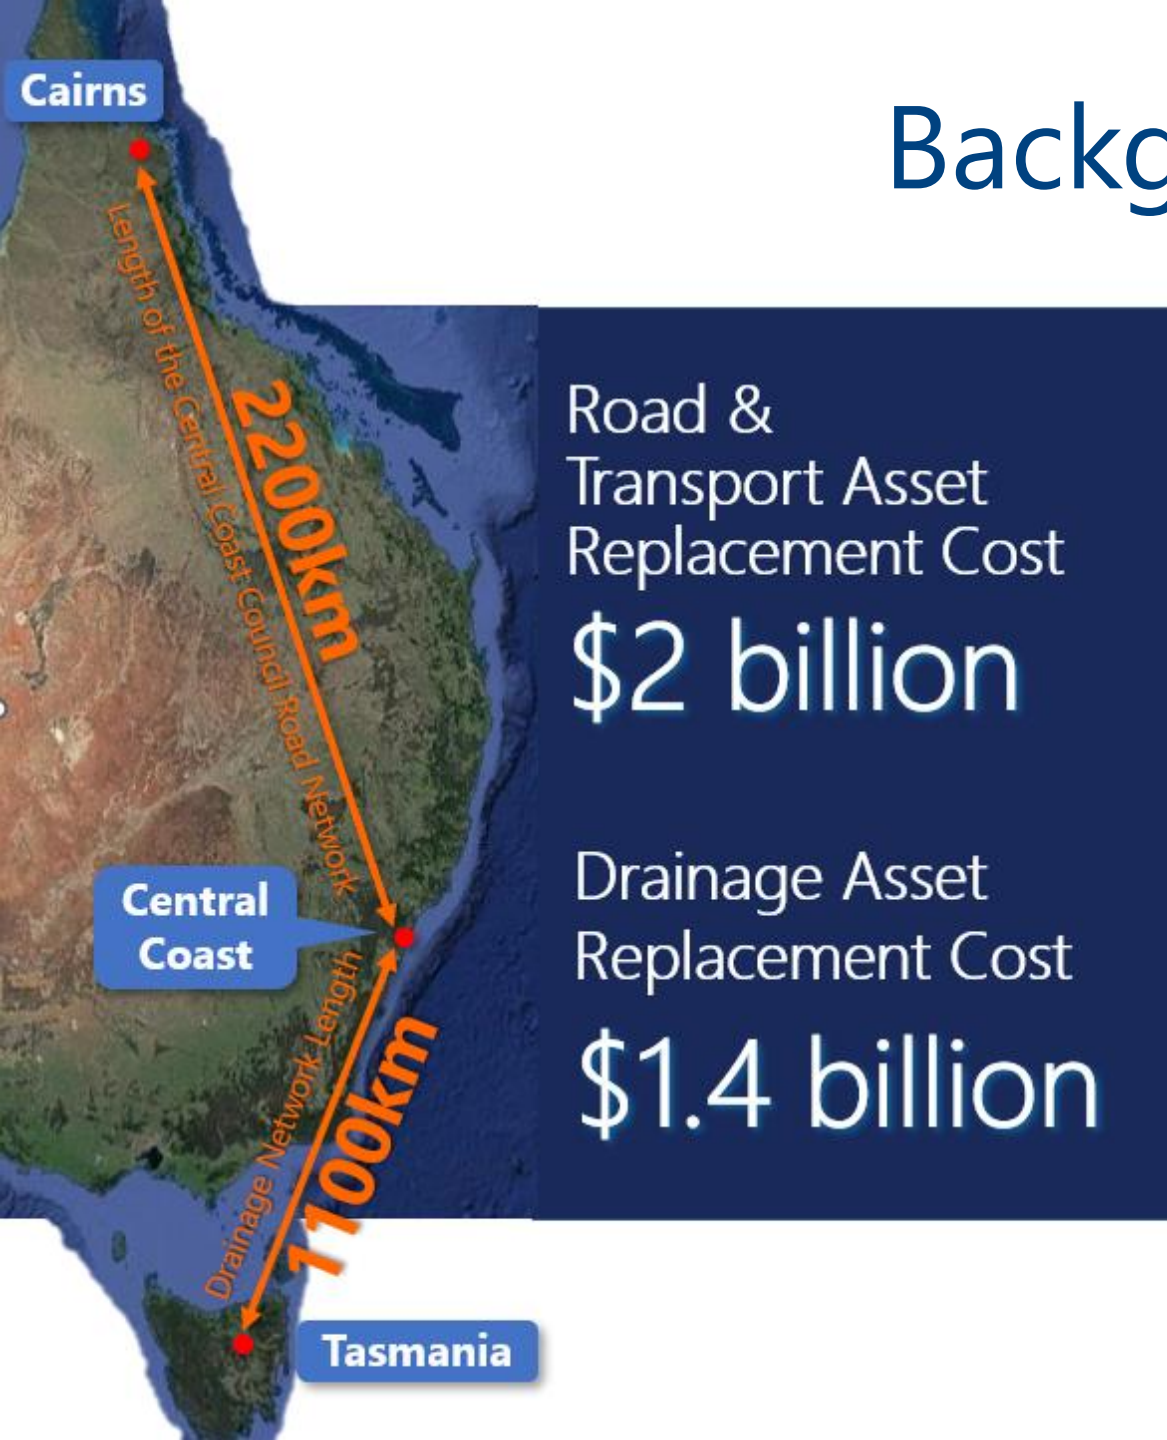 Cairns
Backg
Length of the Central Coast Council Road Network
2200km
Road &
Transport Asset
Replacement Cost
$2 billion
Central
Coast
Drainage Asset
Replacement Cost
$1.4 billion
Drainage Network Length
1100km
Tasmania